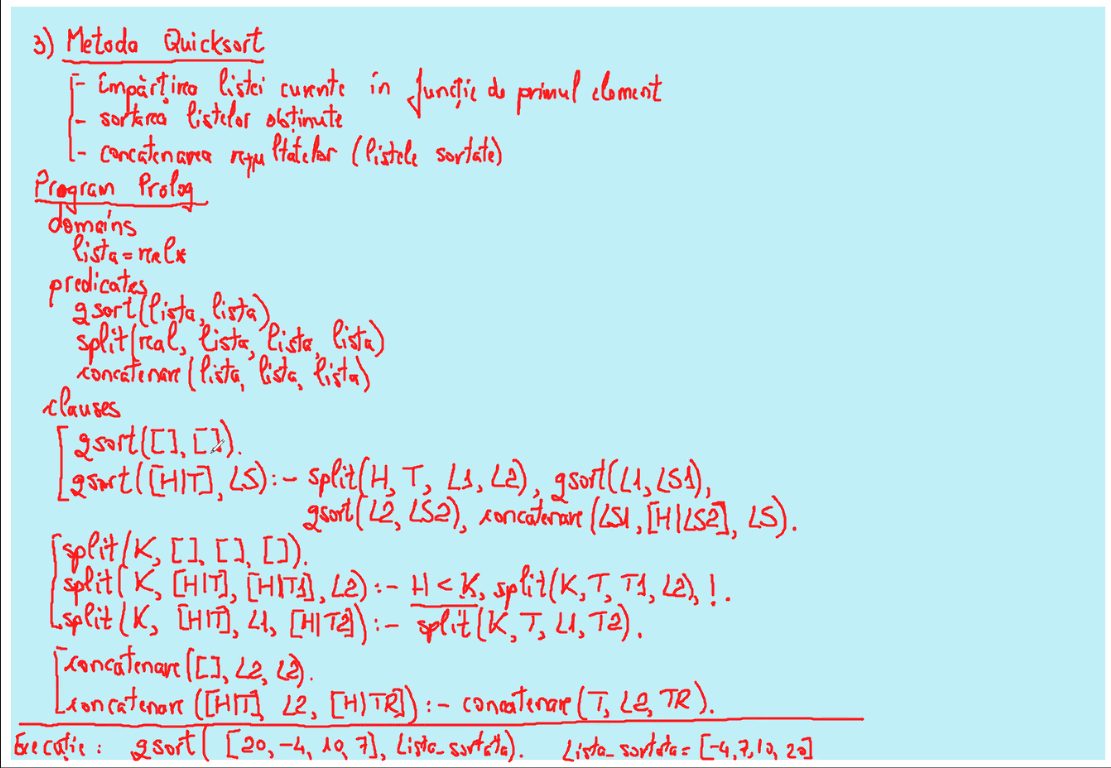 3) Metoda Quicksort
- împărțirea listei curente în funcție de primul element
- sortarea listelor obținute
- concatenarea rezultatelor (listele sortate)
Program Prolog
domains
lista=real*
predicates
qsort(lista, lista)
split(real, lista, lista, lista)
concatenare(lista, lista, lista)
clauses
qsort([], []).
qsort([H|T], LS):- split(H, T, L1, L2), qsort(L1, LS1),
qsort(L2, LS2), concatenare(LS1, [H|LS2], LS).
split(K, [], [], []).
split(K, [H|T], [H|T1], L2):- H < K, split(K, T, T1, L2), !.
split(K, [H|T], L1, [H|T2]):- split(K, T, L1, T2).
concatenare([], L2, L2).
concatenare([H|T], L2, [H|TR]):- concatenare(T, L2, TR).
Execuție: qsort([20, -4, 10, 7], Lista_sortata). Lista_sortata=[-4,7,10,20]